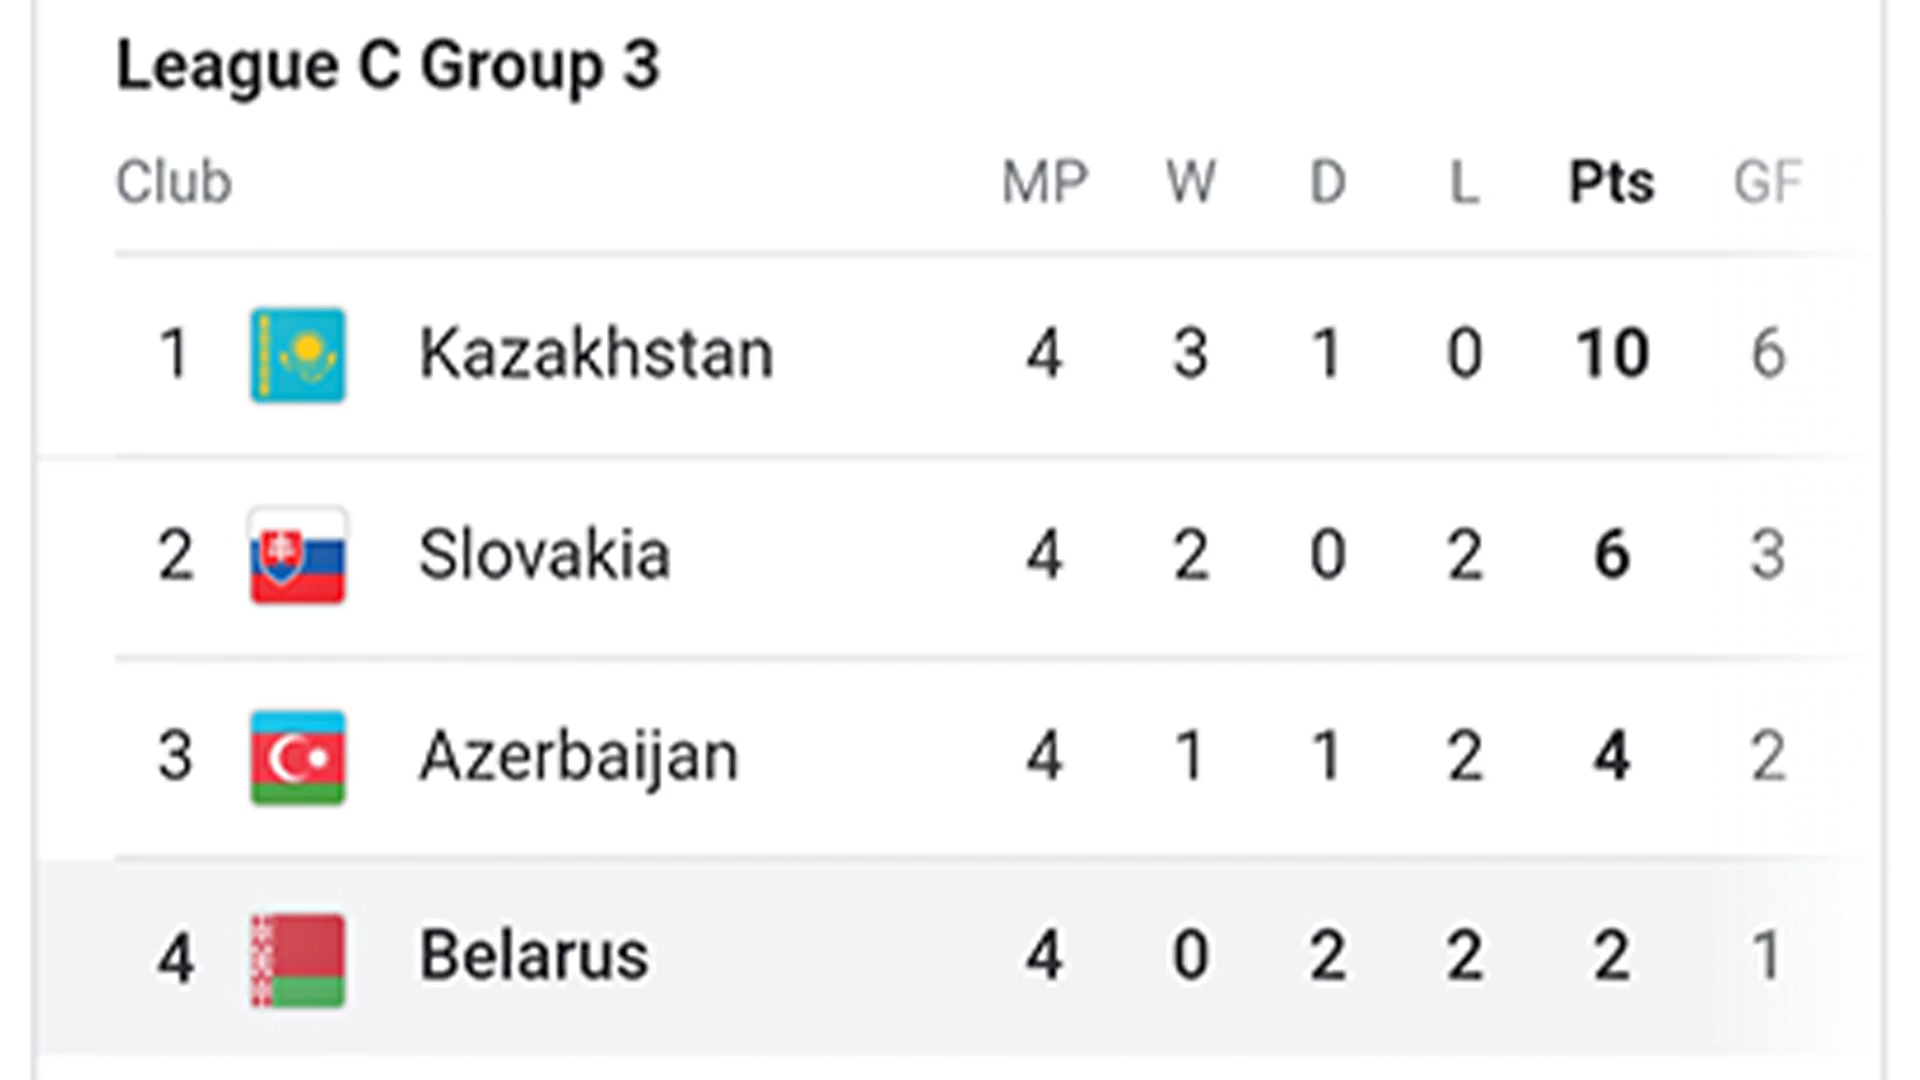 League C Group 3
Club MP W D L Pts GF
1 Kazakhstan 4 3 1 0 10 6
2 Slovakia 4 2 0 2 6 3
3 Azerbaijan 4 1 1 2 4 2
4 Belarus 4 0 2 2 2 1